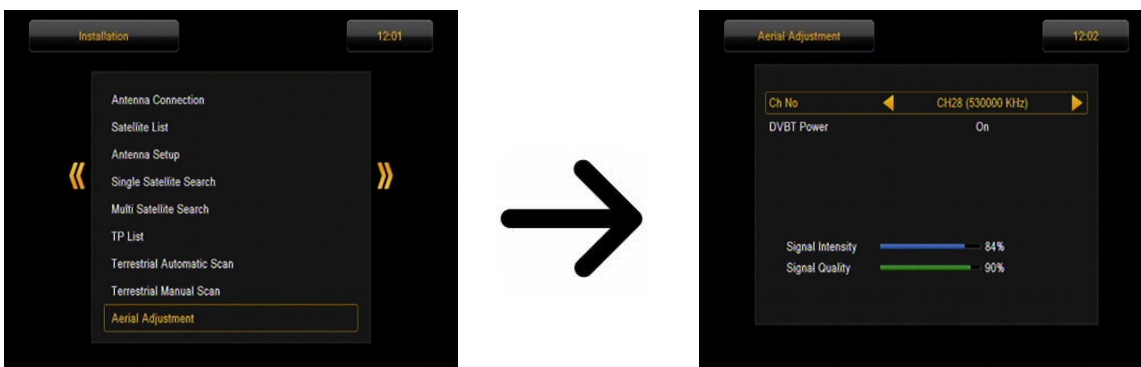 Installation 12:01
Antenna Connection
Satellite List
Antenna Setup
Single Satellite Search
Multi Satellite Search
TP List
Terrestrial Automatic Scan
Terrestrial Manual Scan
Aerial Adjustment
Aerial Adjustment 12:02
Ch No CH28 (530000 KHz)
DVBT Power On
Signal Intensity 84%
Signal Quality 90%